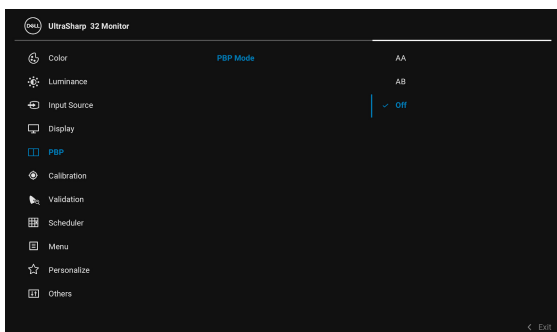 DELL UltraSharp 32 Monitor
Color PBP Mode AA
Luminance AB
Input Source Off
Display
PBP
Calibration
Validation
Scheduler
Menu
Personalize
Others
Exit